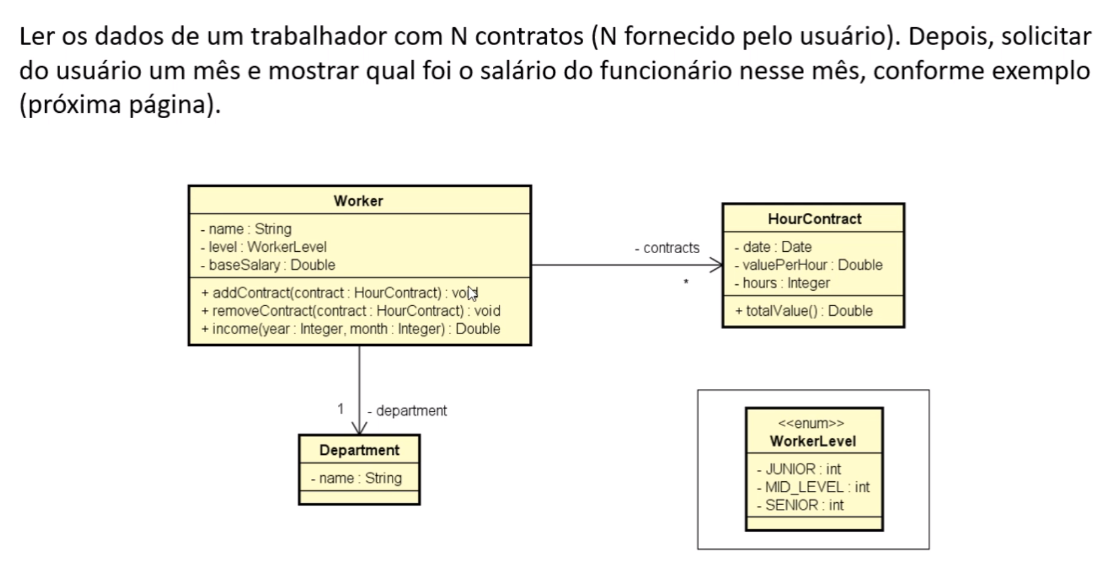 Ler os dados de um trabalhador com N contratos (N fornecido pelo usuário). Depois, solicitar
do usuário um mês e mostrar qual foi o salário do funcionário nesse mês, conforme exemplo
(próxima página).
Worker
- name : String
- level : WorkerLevel
- baseSalary : Double
+ addContract(contract : HourContract) : void
+ removeContract(contract : HourContract) : void
+ income(year : Integer, month : Integer) : Double
- contracts
*
HourContract
- date : Date
- valuePerHour : Double
- hours : Integer
+ totalValue() : Double
1
- department
Department
- name : String
<<enum>>
WorkerLevel
- JUNIOR : int
- MID_LEVEL : int
- SENIOR : int